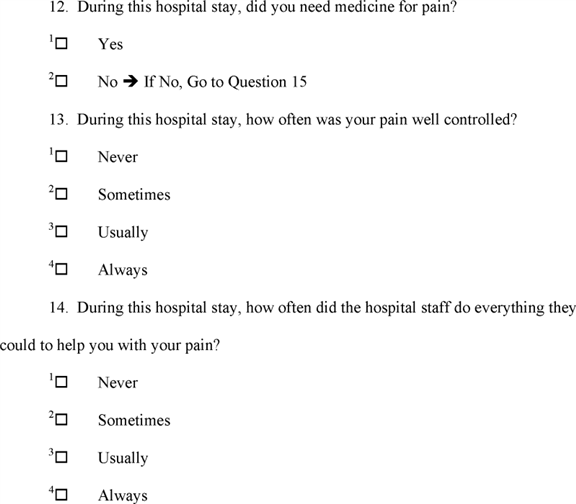 12. During this hospital stay, did you need medicine for pain?
1☐ Yes
2☐ No ➔ If No, Go to Question 15
13. During this hospital stay, how often was your pain well controlled?
1☐ Never
2☐ Sometimes
3☐ Usually
4☐ Always
14. During this hospital stay, how often did the hospital staff do everything they
could to help you with your pain?
1☐ Never
2☐ Sometimes
3☐ Usually
4☐ Always